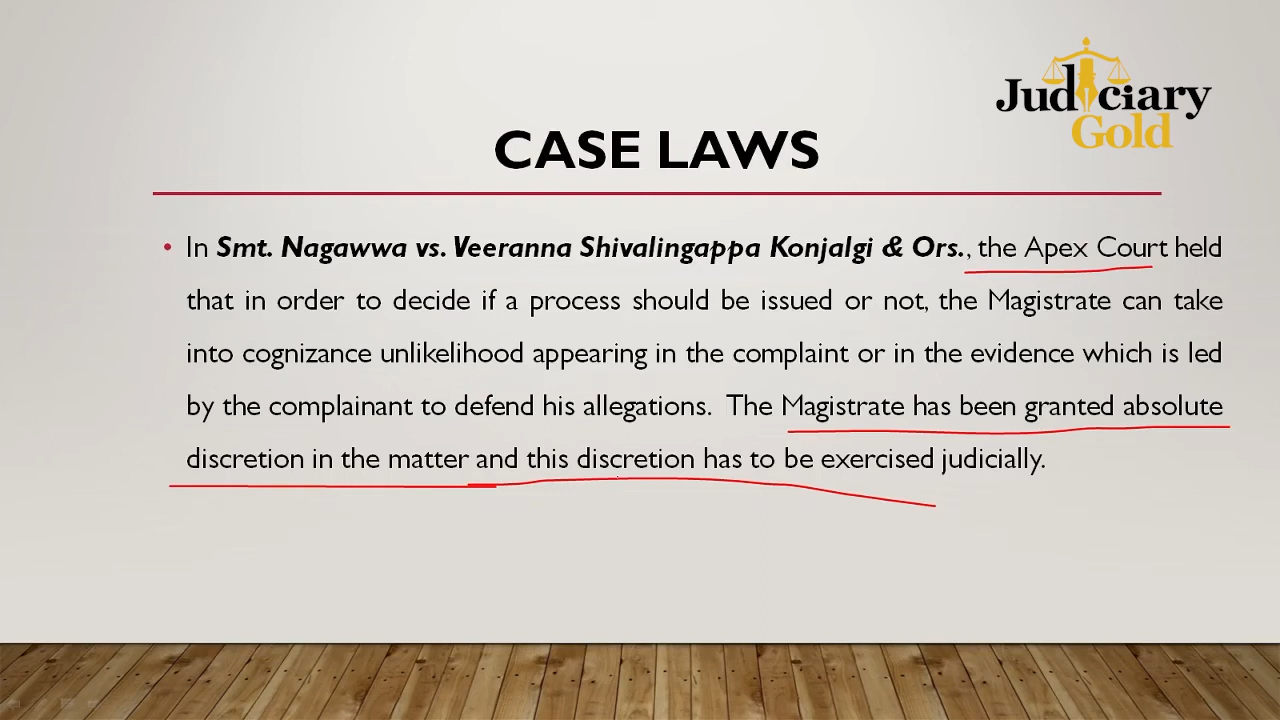 Judiciary
Gold
CASE LAWS
• In Smt. Nagawwa vs. Veeranna Shivalingappa Konjalgi & Ors., the Apex Court held
that in order to decide if a process should be issued or not, the Magistrate can take
into cognizance unlikelihood appearing in the complaint or in the evidence which is led
by the complainant to defend his allegations. The Magistrate has been granted absolute
discretion in the matter and this discretion has to be exercised judicially.